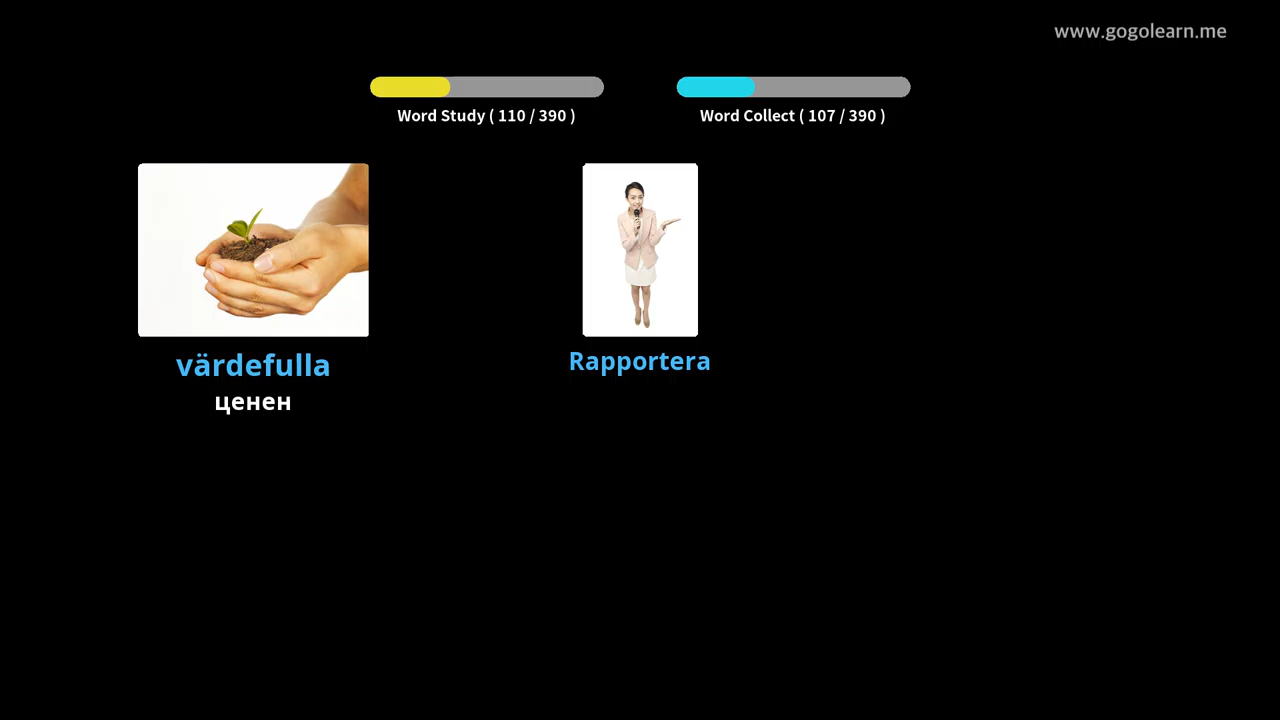 www.gogolearn.me
Word Study ( 110 / 390 )
Word Collect ( 107 / 390 )
värdefulla
ценен
Rapportera